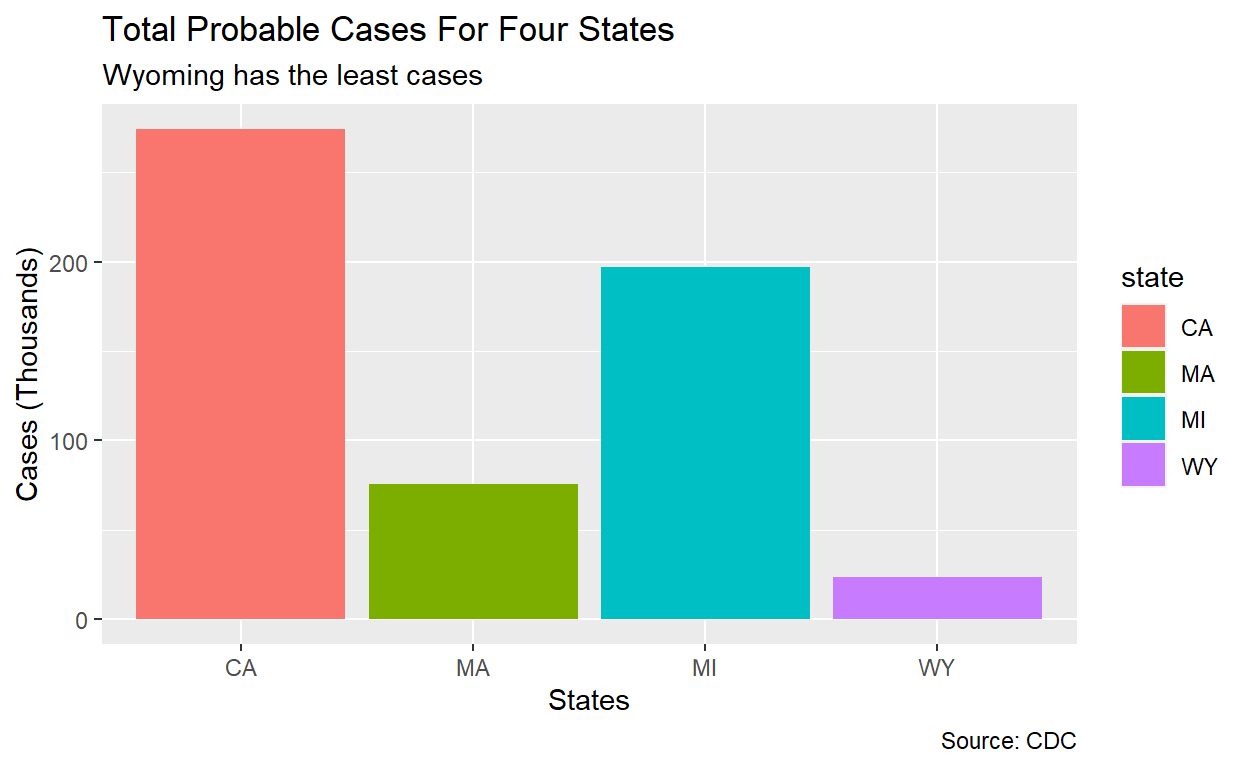 Total Probable Cases For Four States
Wyoming has the least cases
Cases (Thousands)
200
100
0
CA
MA
MI
WY
States
state
CA
MA
MI
WY
Source: CDC